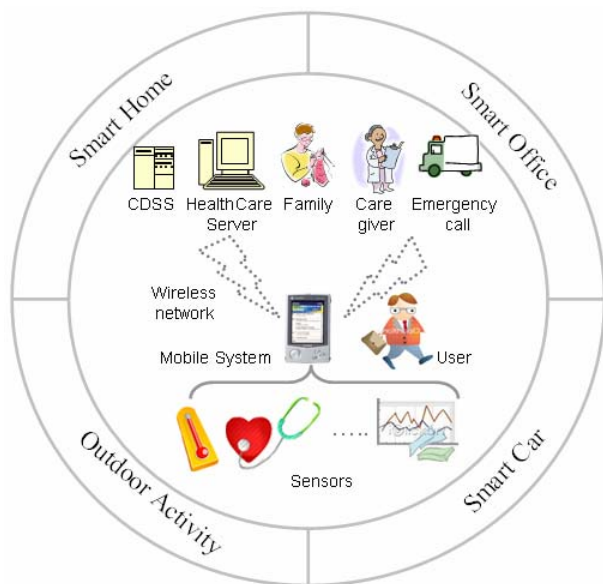 Smart Home
Smart Office
CDSS
HealthCare
Server
Family
Care
giver
Emergency
call
Wireless
network
Mobile System
User
Sensors
Outdoor Activity
Smart Car